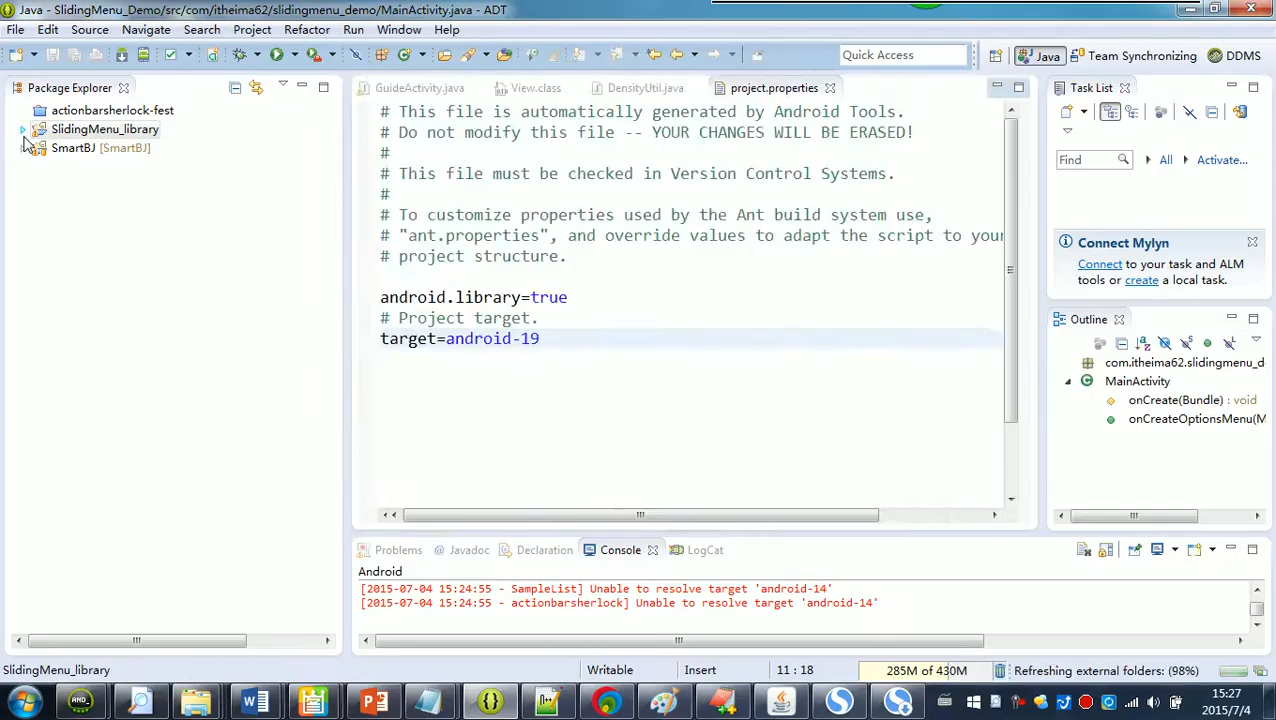 Java - SlidingMenu_Demo/src/com/itheima62/slidingmenu_demo/MainActivity.java - ADT
File Edit Source Navigate Search Project Refactor Run Window Help
Quick Access Java Team Synchronizing DDMS
Package Explorer
actionbarsherlock-fest
SlidingMenu_library
SmartBJ [SmartBJ]
GuideActivity.java View.class DensityUtil.java project.properties
# This file is automatically generated by Android Tools.
# Do not modify this file -- YOUR CHANGES WILL BE ERASED!
#
# This file must be checked in Version Control Systems.
#
# To customize properties used by the Ant build system use,
# "ant.properties", and override values to adapt the script to your
# project structure.
android.library=true
# Project target.
target=android-19
Task List
Find All Activate...
Connect Mylyn
Connect to your task and ALM
tools or create a local task.
Outline
com.itheima62.slidingmenu_d
MainActivity
onCreate(Bundle) : void
onCreateOptionsMenu(M
Problems @ Javadoc Declaration Console LogCat
Android
[2015-07-04 15:24:55 - SampleList] Unable to resolve target 'android-14'
[2015-07-04 15:24:55 - actionbarsherlock] Unable to resolve target 'android-14'
SlidingMenu_library Writable Insert 11 : 18 285M of 430M Refreshing external folders: (98%)
15:27
2015/7/4